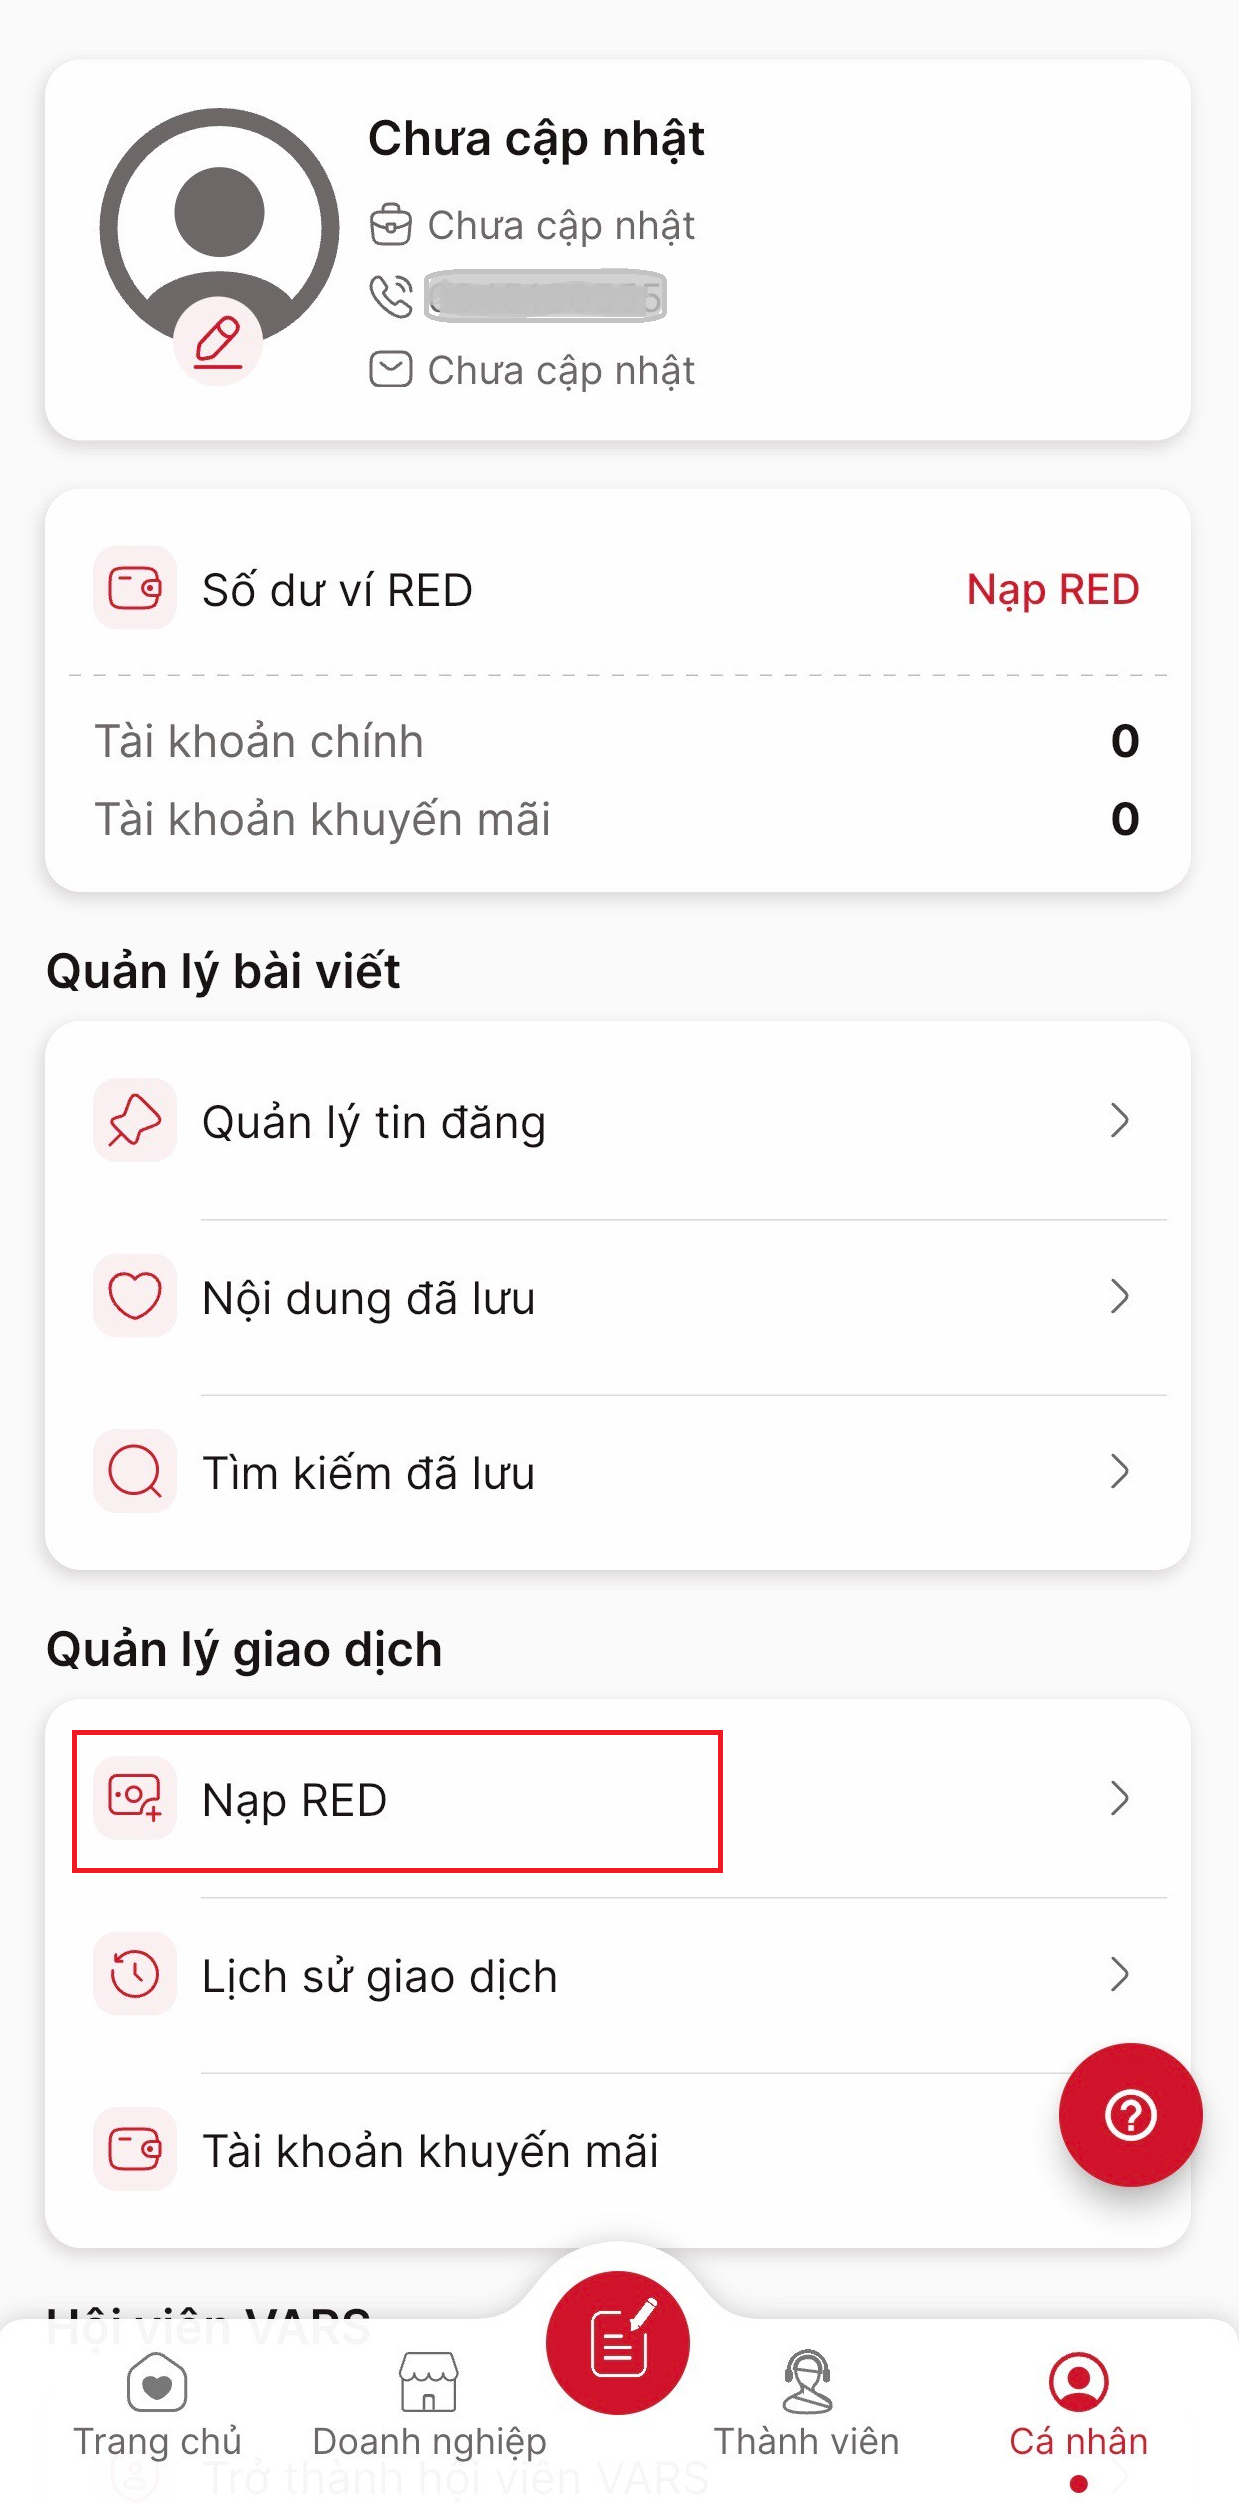 Chưa cập nhật
Chưa cập nhật
Chưa cập nhật
Số dư ví RED
Nạp RED
Tài khoản chính
0
Tài khoản khuyến mãi
0
Quản lý bài viết
Quản lý tin đăng
Nội dung đã lưu
Tìm kiếm đã lưu
Quản lý giao dịch
Nạp RED
Lịch sử giao dịch
Tài khoản khuyến mãi
Hội viên VARS
Trang chủ
Doanh nghiệp
Thành viên
Cá nhân
Trở thành hội viên VARS